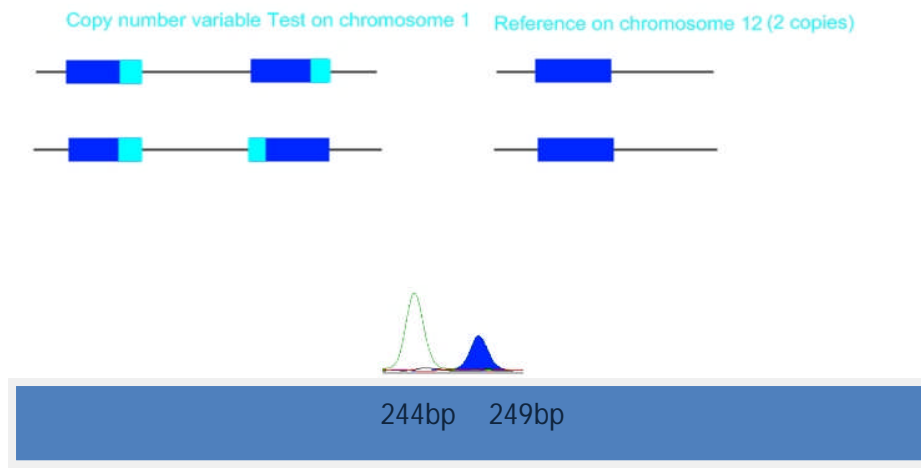 Copy number variable Test on chromosome 1
Reference on chromosome 12 (2 copies)
244bp 249bp